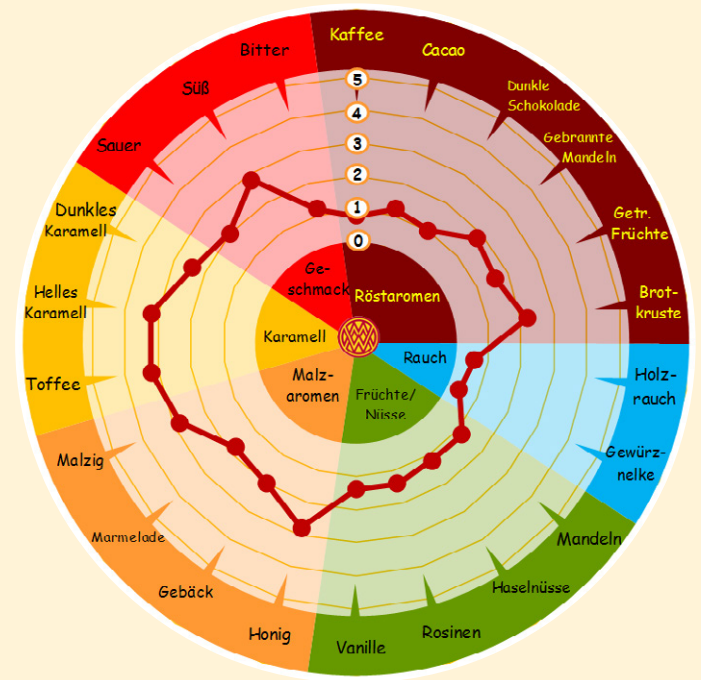 Kaffee
Cacao
Dunkle
Schokolade
Gebrannte
Mandeln
Getr.
Früchte
Brot-
kruste
Holz-
rauch
Gewürz-
nelke
Mandeln
Haselnüsse
Rosinen
Vanille
Honig
Gebäck
Marmelade
Malzig
Toffee
Helles
Karamell
Dunkles
Karamell
Sauer
Süß
Bitter
5
4
3
2
1
0
Ge-
schmack
Röstaromen
Karamell
Rauch
Malz-
aromen
Früchte/
Nüsse